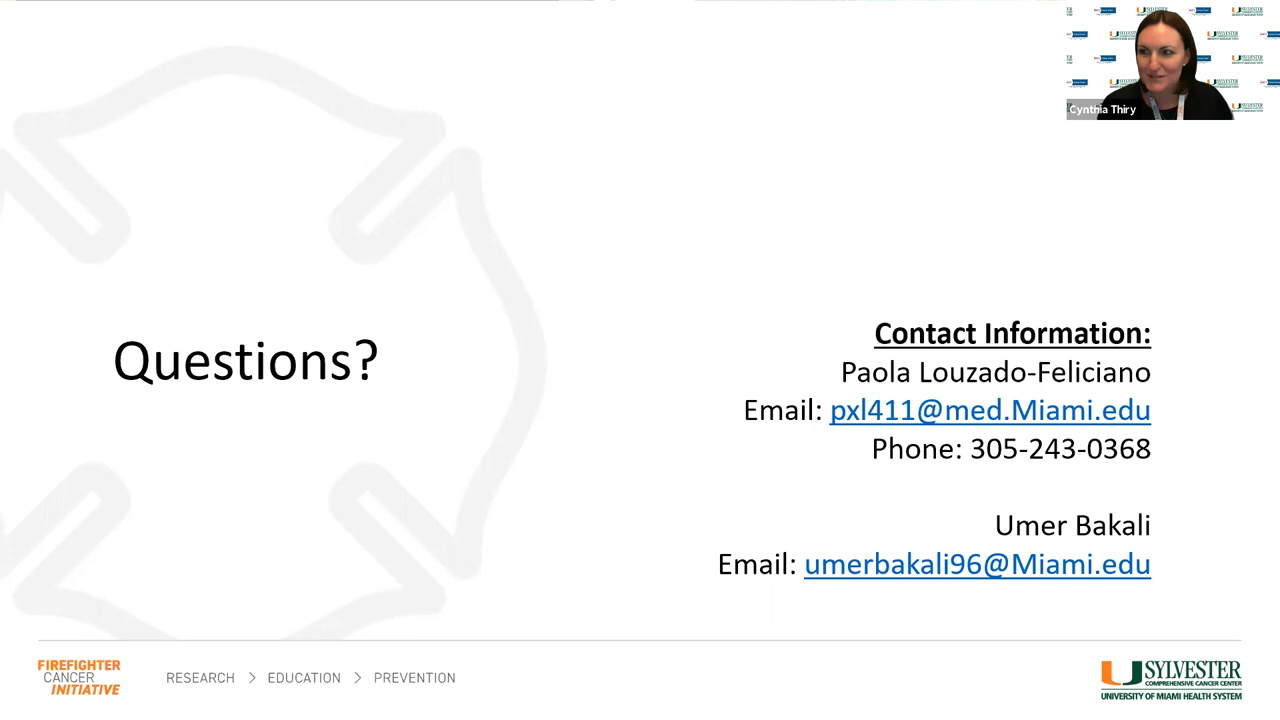 Cynthia Thiry
Questions?
Contact Information:
Paola Louzado-Feliciano
Email: pxl411@med.Miami.edu
Phone: 305-243-0368
Umer Bakali
Email: umerbakali96@Miami.edu
FIREFIGHTER
CANCER
INITIATIVE
RESEARCH > EDUCATION > PREVENTION
SYLVESTER
COMPREHENSIVE CANCER CENTER
UNIVERSITY OF MIAMI HEALTH SYSTEM